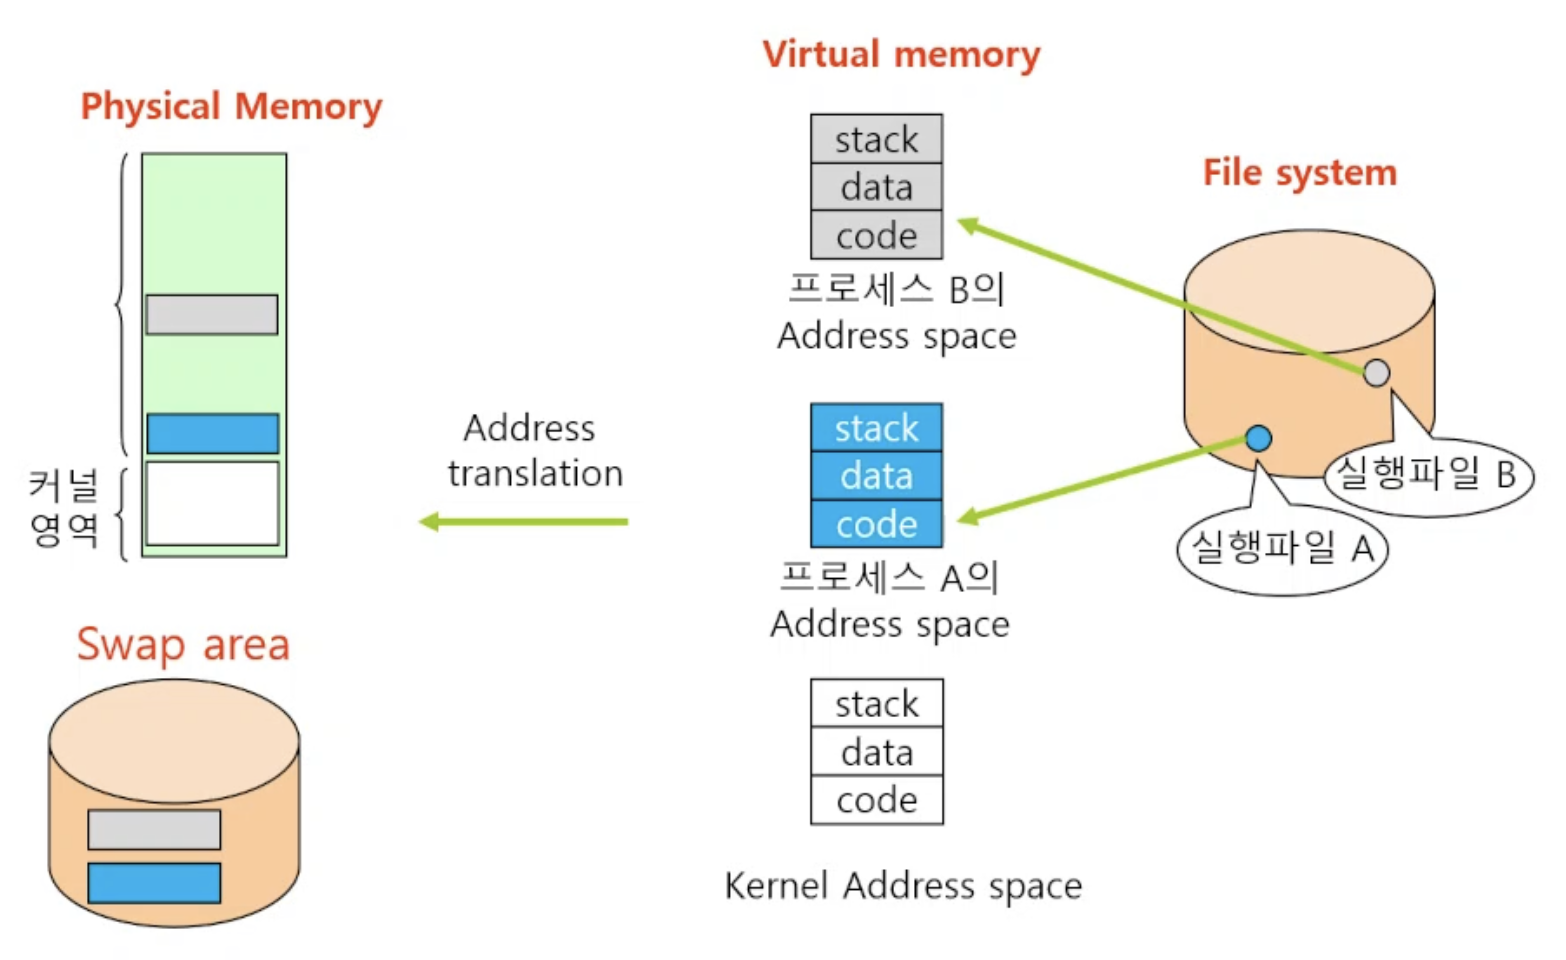 Physical Memory
커널
영역
Swap area
Address
translation
Virtual memory
stack
data
code
프로세스 B의
Address space
stack
data
code
프로세스 A의
Address space
stack
data
code
Kernel Address space
File system
실행파일 B
실행파일 A